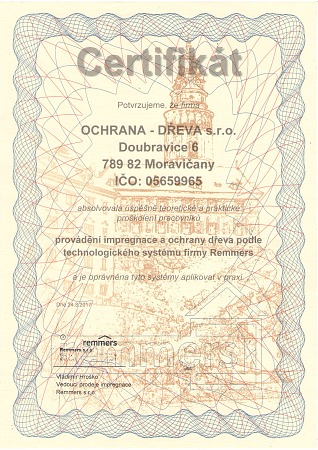 Certifikát
Potvrzujeme, že firma
OCHRANA - DREVA s.r.o.
Doubravice 6
789 82 Moravičany
IČO: 05659965
absolvovala úspěšně teoretické a praktické
proškolení pracovníků
provádění impregnace a ochrany dřeva podle
technologického systému firmy Remmers
a je oprávněna tyto systémy aplikovat v praxi.
remmers
Remmers s.r.o.
Vladimír Hroško
Vedoucí prodeje impregnace
Remmers s.r.o.